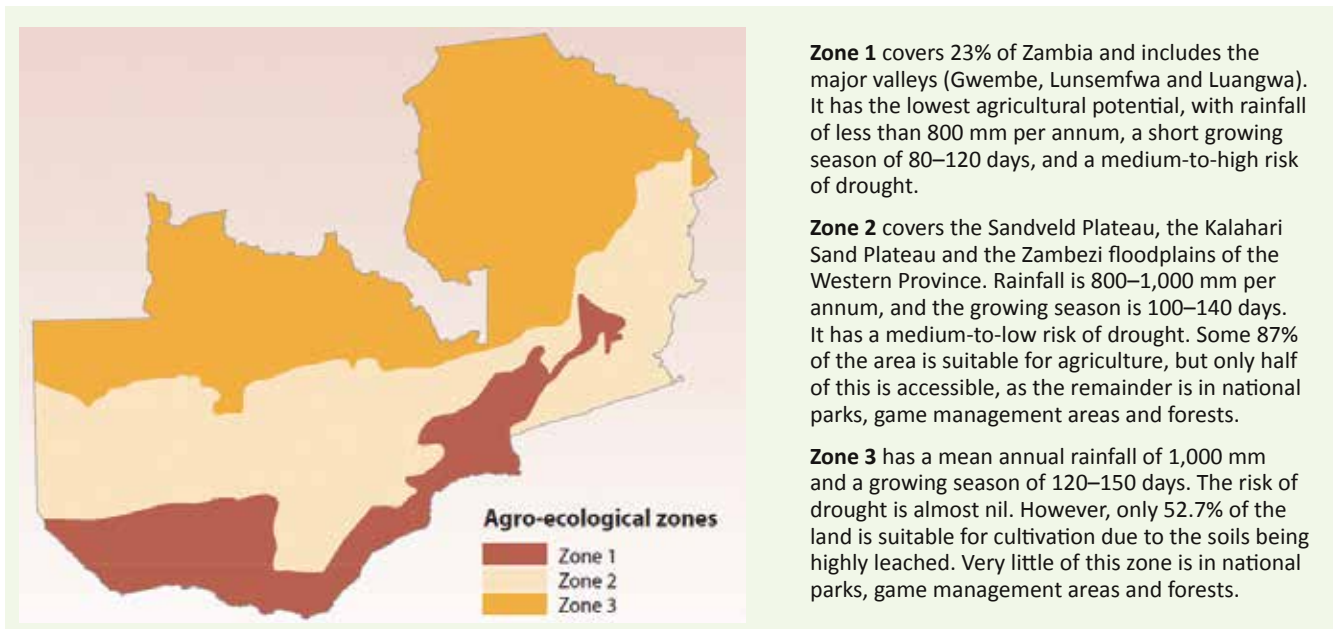 Agro-ecological zones
Zone 1
Zone 2
Zone 3
Zone 1 covers 23% of Zambia and includes the
major valleys (Gwembe, Lunsemfwa and Luangwa).
It has the lowest agricultural potential, with rainfall
of less than 800 mm per annum, a short growing
season of 80–120 days, and a medium-to-high risk
of drought.
Zone 2 covers the Sandveld Plateau, the Kalahari
Sand Plateau and the Zambezi floodplains of the
Western Province. Rainfall is 800–1,000 mm per
annum, and the growing season is 100–140 days.
It has a medium-to-low risk of drought. Some 87%
of the area is suitable for agriculture, but only half
of this is accessible, as the remainder is in national
parks, game management areas and forests.
Zone 3 has a mean annual rainfall of 1,000 mm
and a growing season of 120–150 days. The risk of
drought is almost nil. However, only 52.7% of the
land is suitable for cultivation due to the soils being
highly leached. Very little of this zone is in national
parks, game management areas and forests.